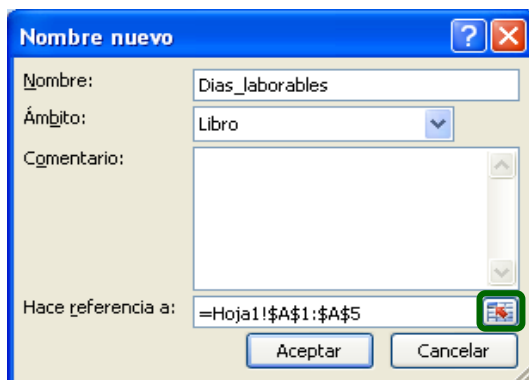 Nombre nuevo
Nombre: Dias_laborables
Ámbito: Libro
Comentario:
Hace referencia a: =Hoja1!$A$1:$A$5
Aceptar Cancelar